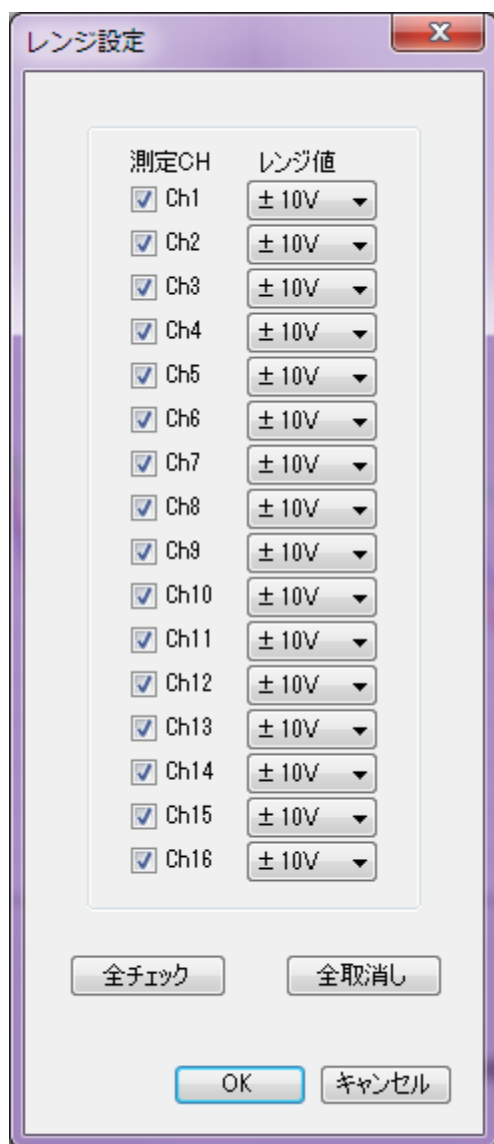 レンジ設定
測定CH レンジ値
Ch1 ± 10V
Ch2 ± 10V
Ch3 ± 10V
Ch4 ± 10V
Ch5 ± 10V
Ch6 ± 10V
Ch7 ± 10V
Ch8 ± 10V
Ch9 ± 10V
Ch10 ± 10V
Ch11 ± 10V
Ch12 ± 10V
Ch13 ± 10V
Ch14 ± 10V
Ch15 ± 10V
Ch16 ± 10V
全チェック 全取消し
OK キャンセル